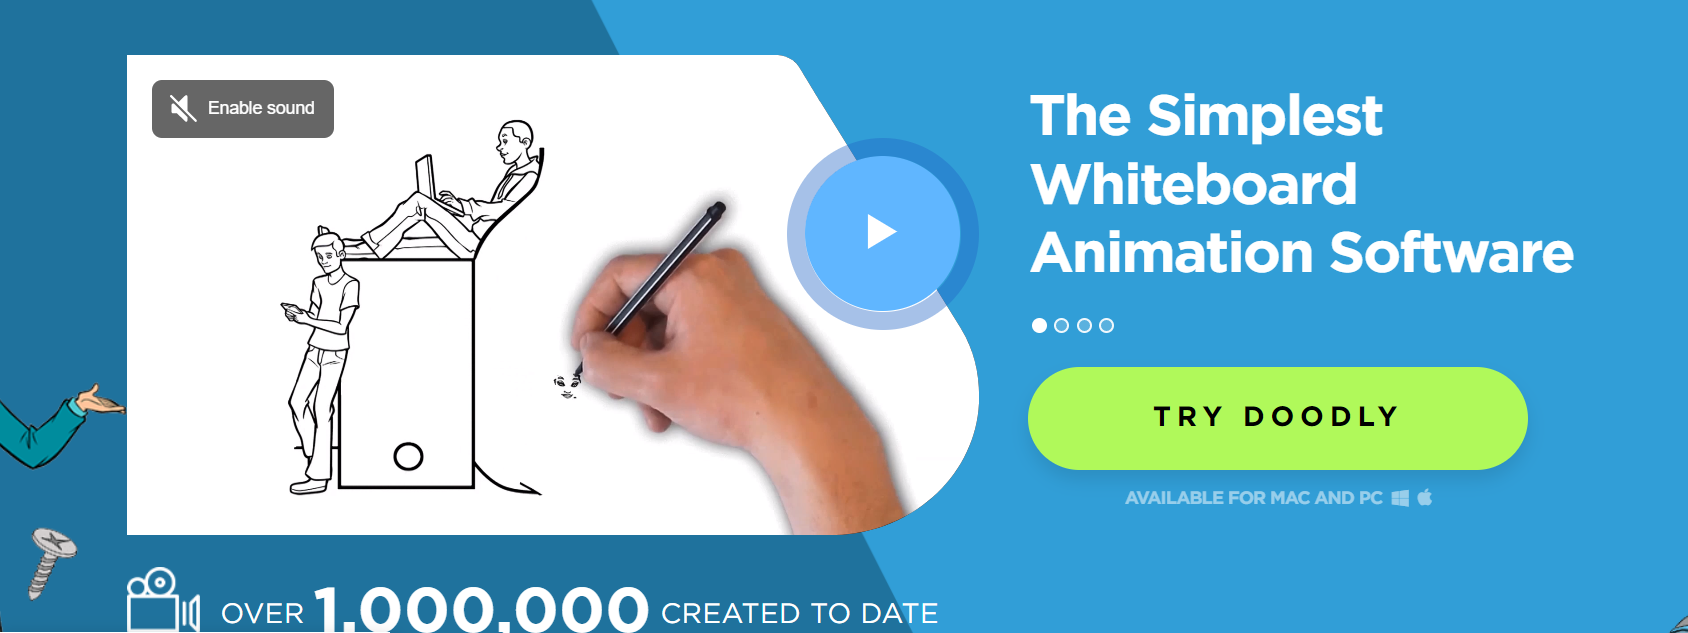 Enable sound
The Simplest
Whiteboard
Animation Software
TRY DOODLY
AVAILABLE FOR MAC AND PC
OVER 1,000,000 CREATED TO DATE